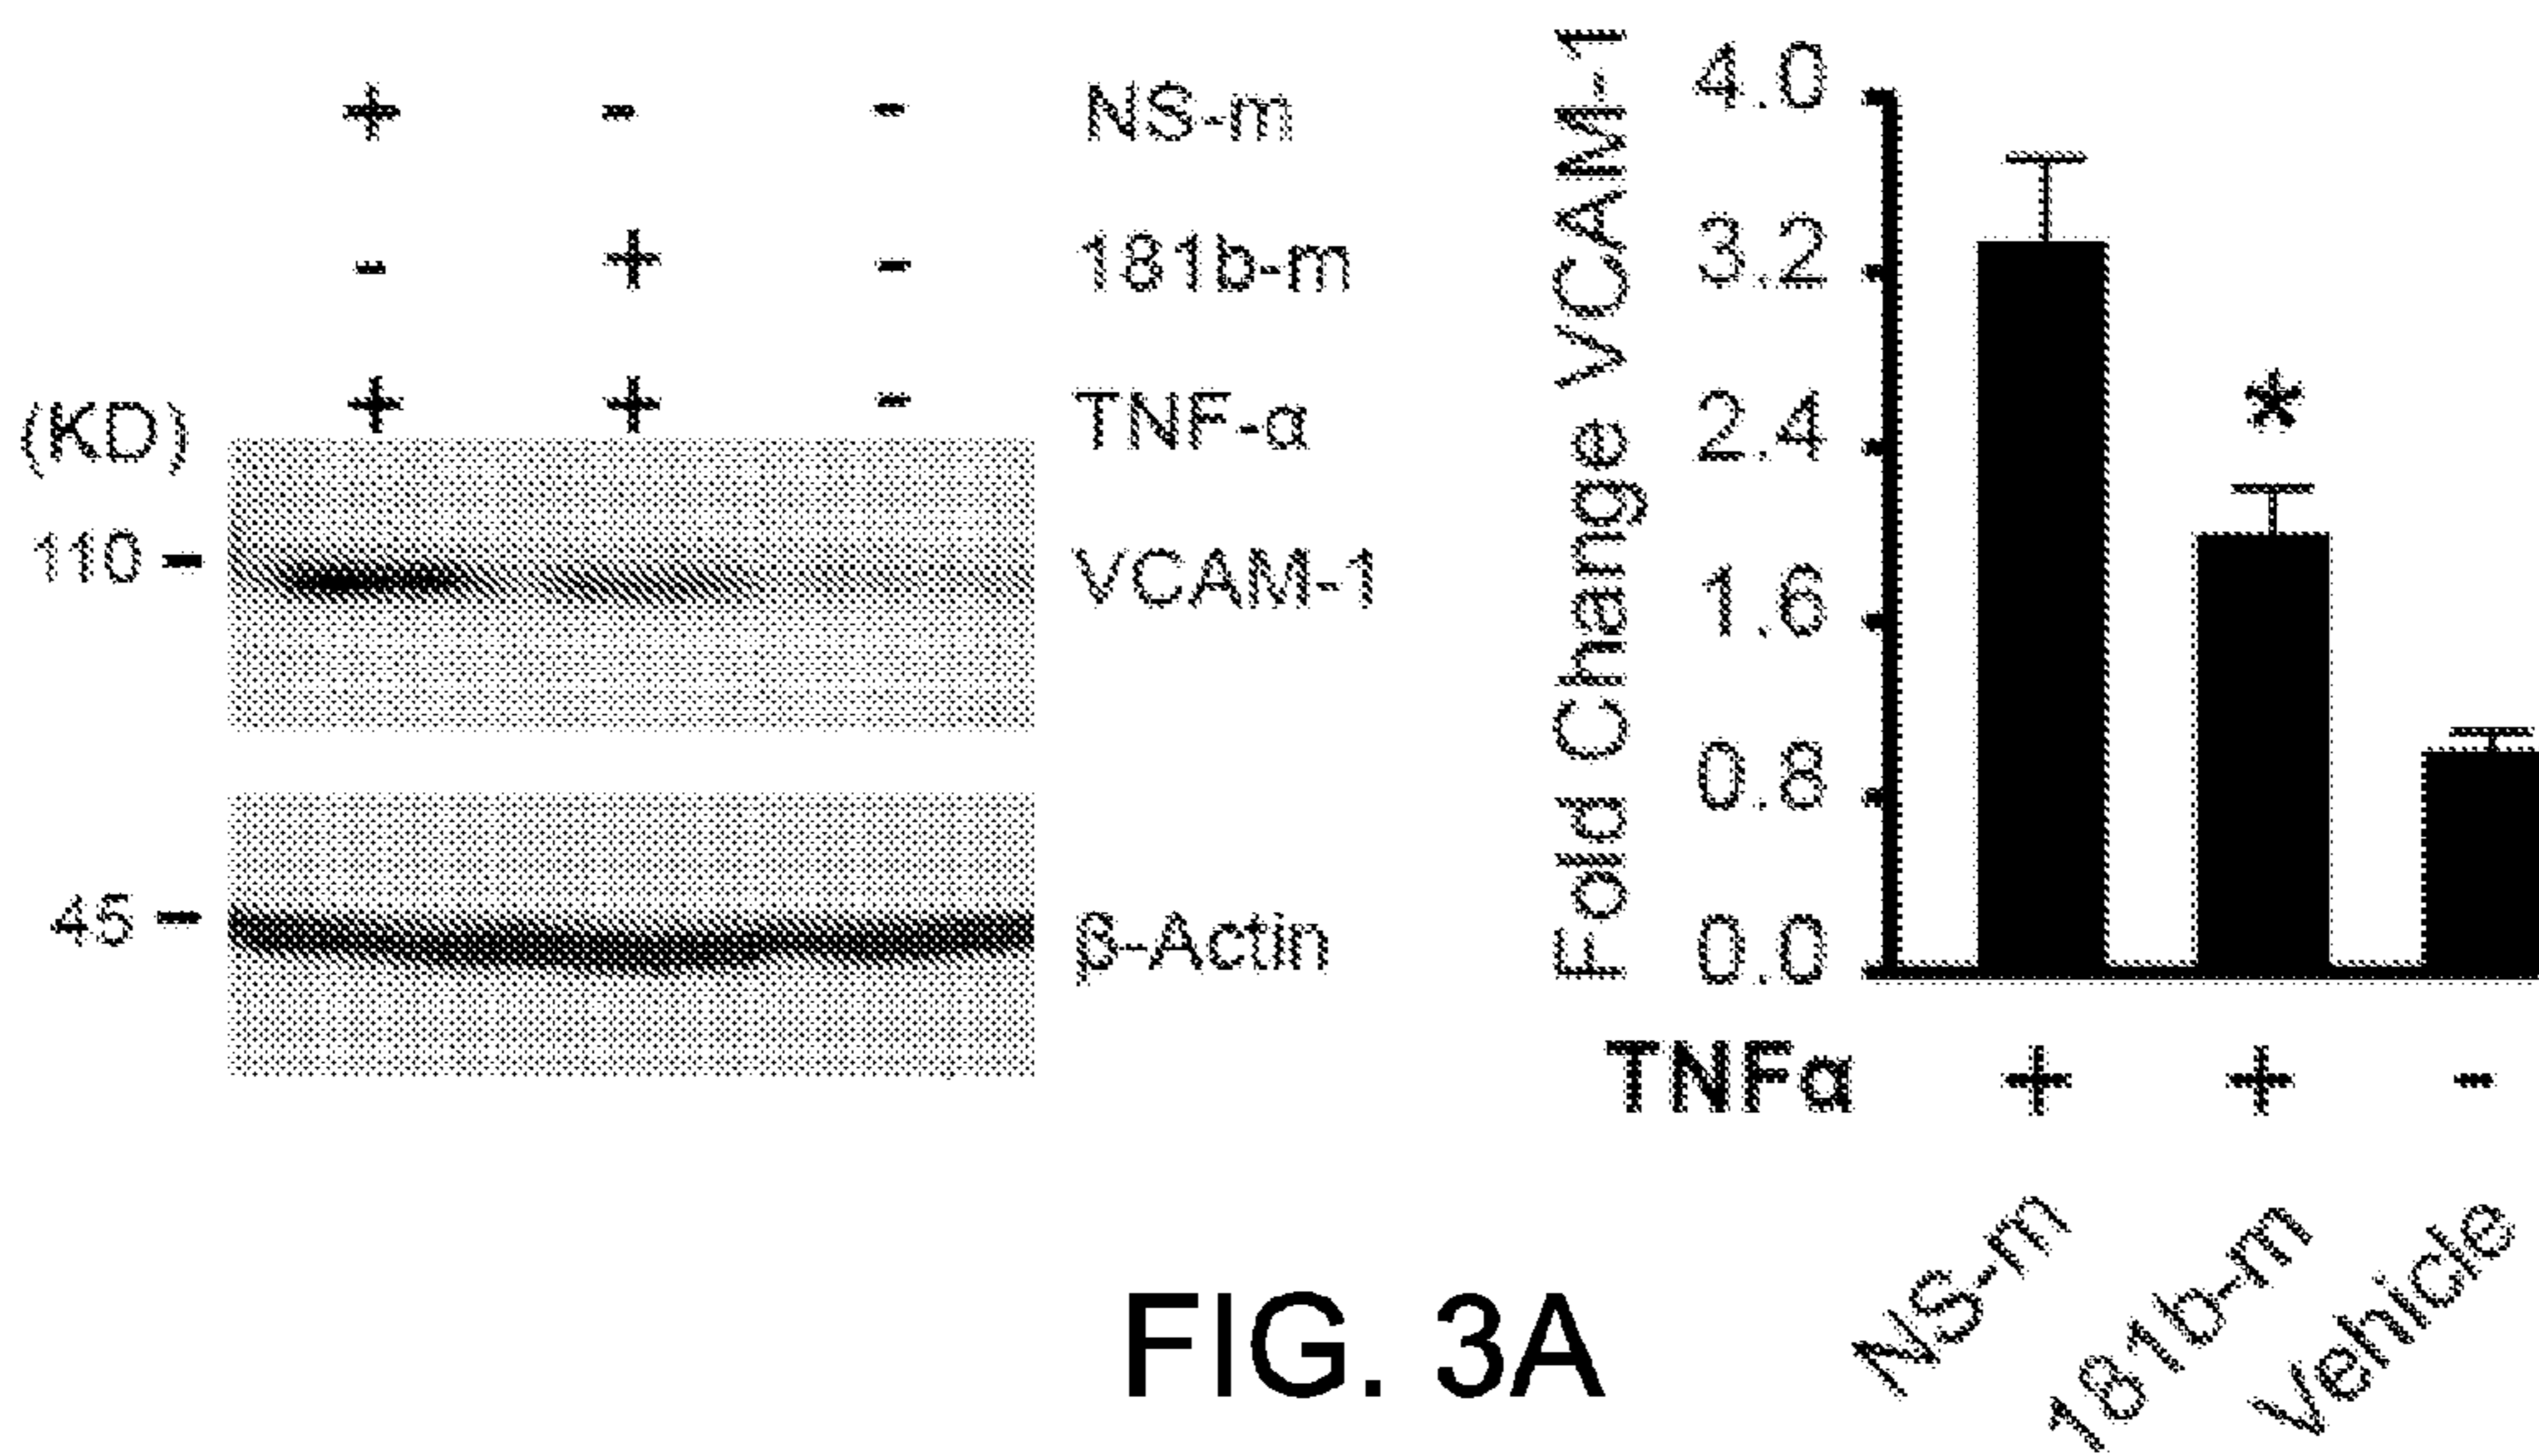 + - - NS-m
- + - 181b-m
+ + - TNF-α
(KD)
110 - VCAM-1
45 - β-Actin
Fold Change VCAM-1
4.0
3.2
2.4
1.6
0.8
0.0
*
TNFα + + -
NS-m
181b-m
Vehicle
FIG. 3A